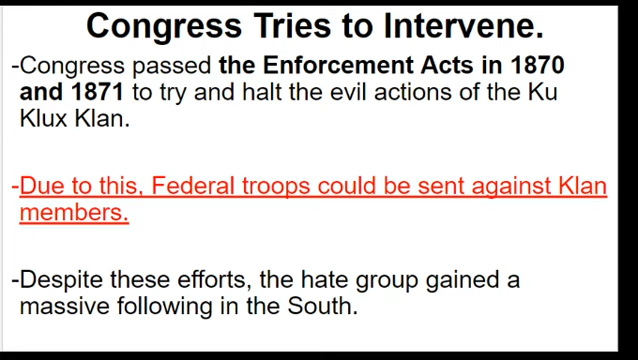 Congress Tries to Intervene.
-Congress passed the Enforcement Acts in 1870
and 1871 to try and halt the evil actions of the Ku
Klux Klan.
-Due to this, Federal troops could be sent against Klan
members.
-Despite these efforts, the hate group gained a
massive following in the South.